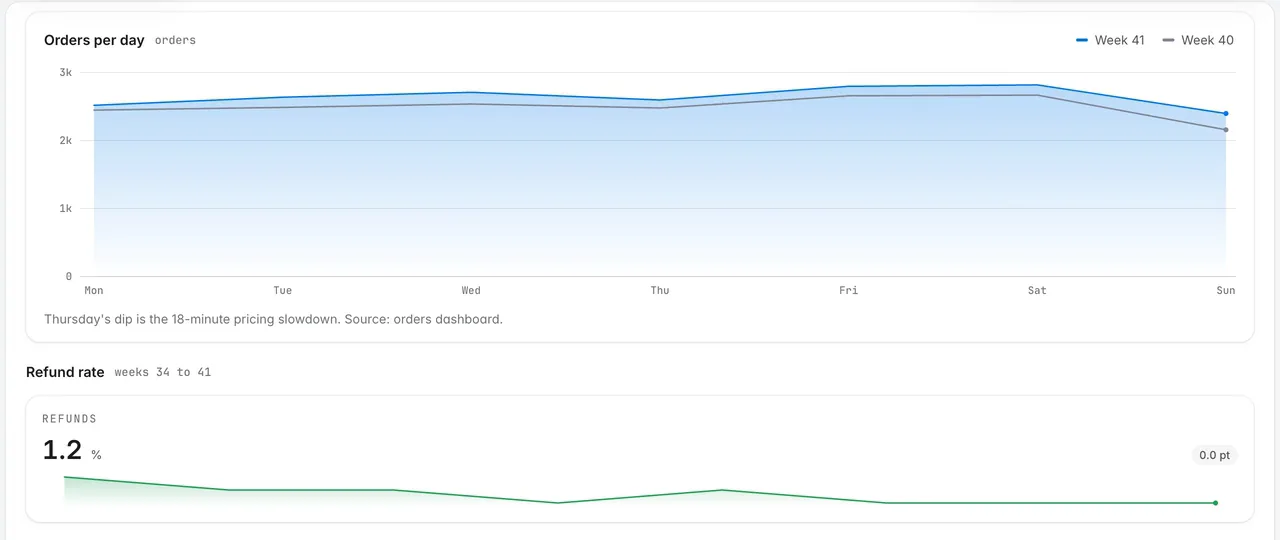 Orders per day orders
Week 41 Week 40
3k
2k
1k
0
Mon Tue Wed Thu Fri Sat Sun
Thursday's dip is the 18-minute pricing slowdown. Source: orders dashboard.
Refund rate weeks 34 to 41
REFUNDS
1.2 %
0.0 pt